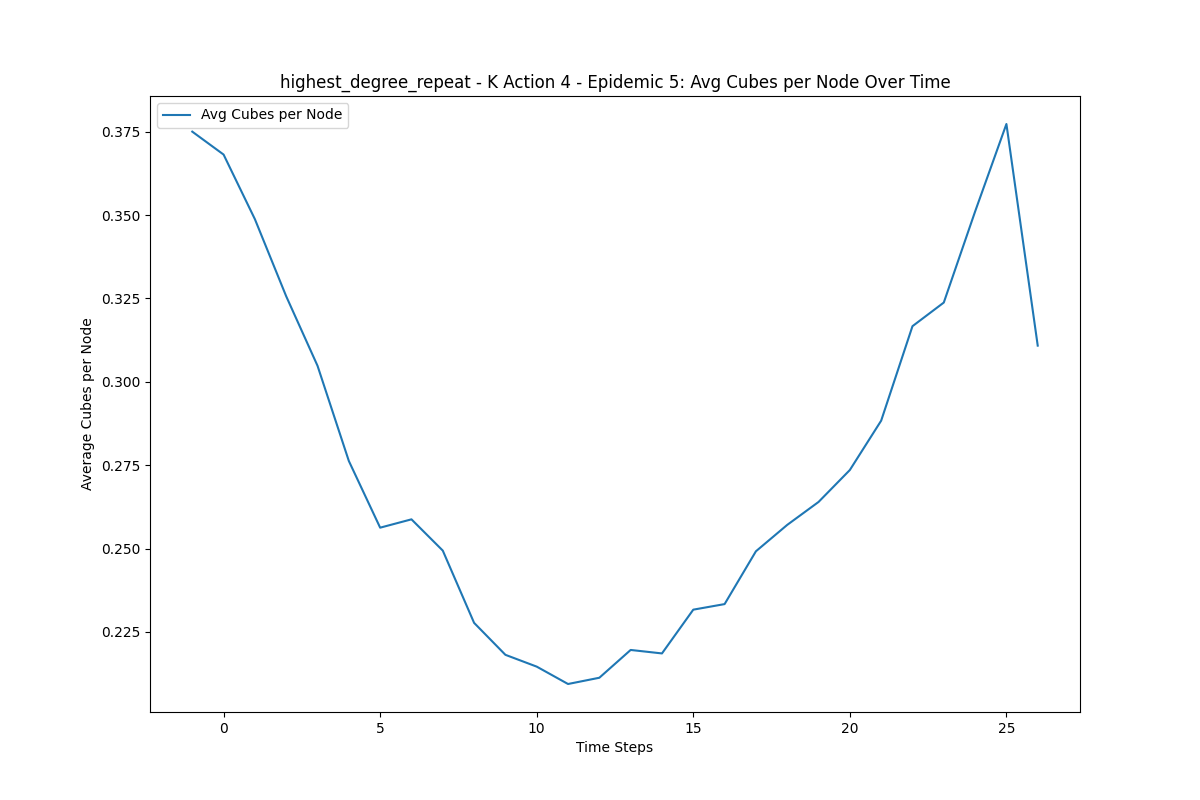 highest_degree_repeat - K Action 4 - Epidemic 5: Avg Cubes per Node Over Time
Avg Cubes per Node
0.375
0.350
0.325
0.300
0.275
0.250
0.225
Average Cubes per Node
0 5 10 15 20 25
Time Steps